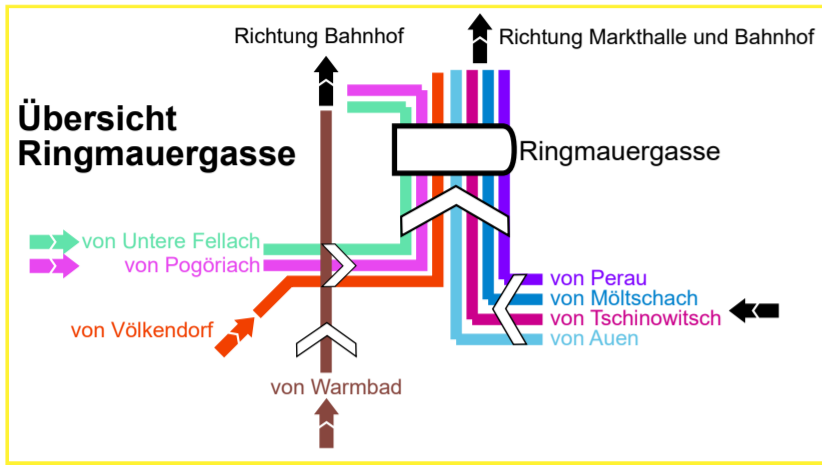 Richtung Bahnhof
Richtung Markthalle und Bahnhof
Übersicht
Ringmauergasse
Ringmauergasse
von Untere Fellach
von Pogöriach
von Völkendorf
von Warmbad
von Perau
von Möltschach
von Tschinowitsch
von Auen